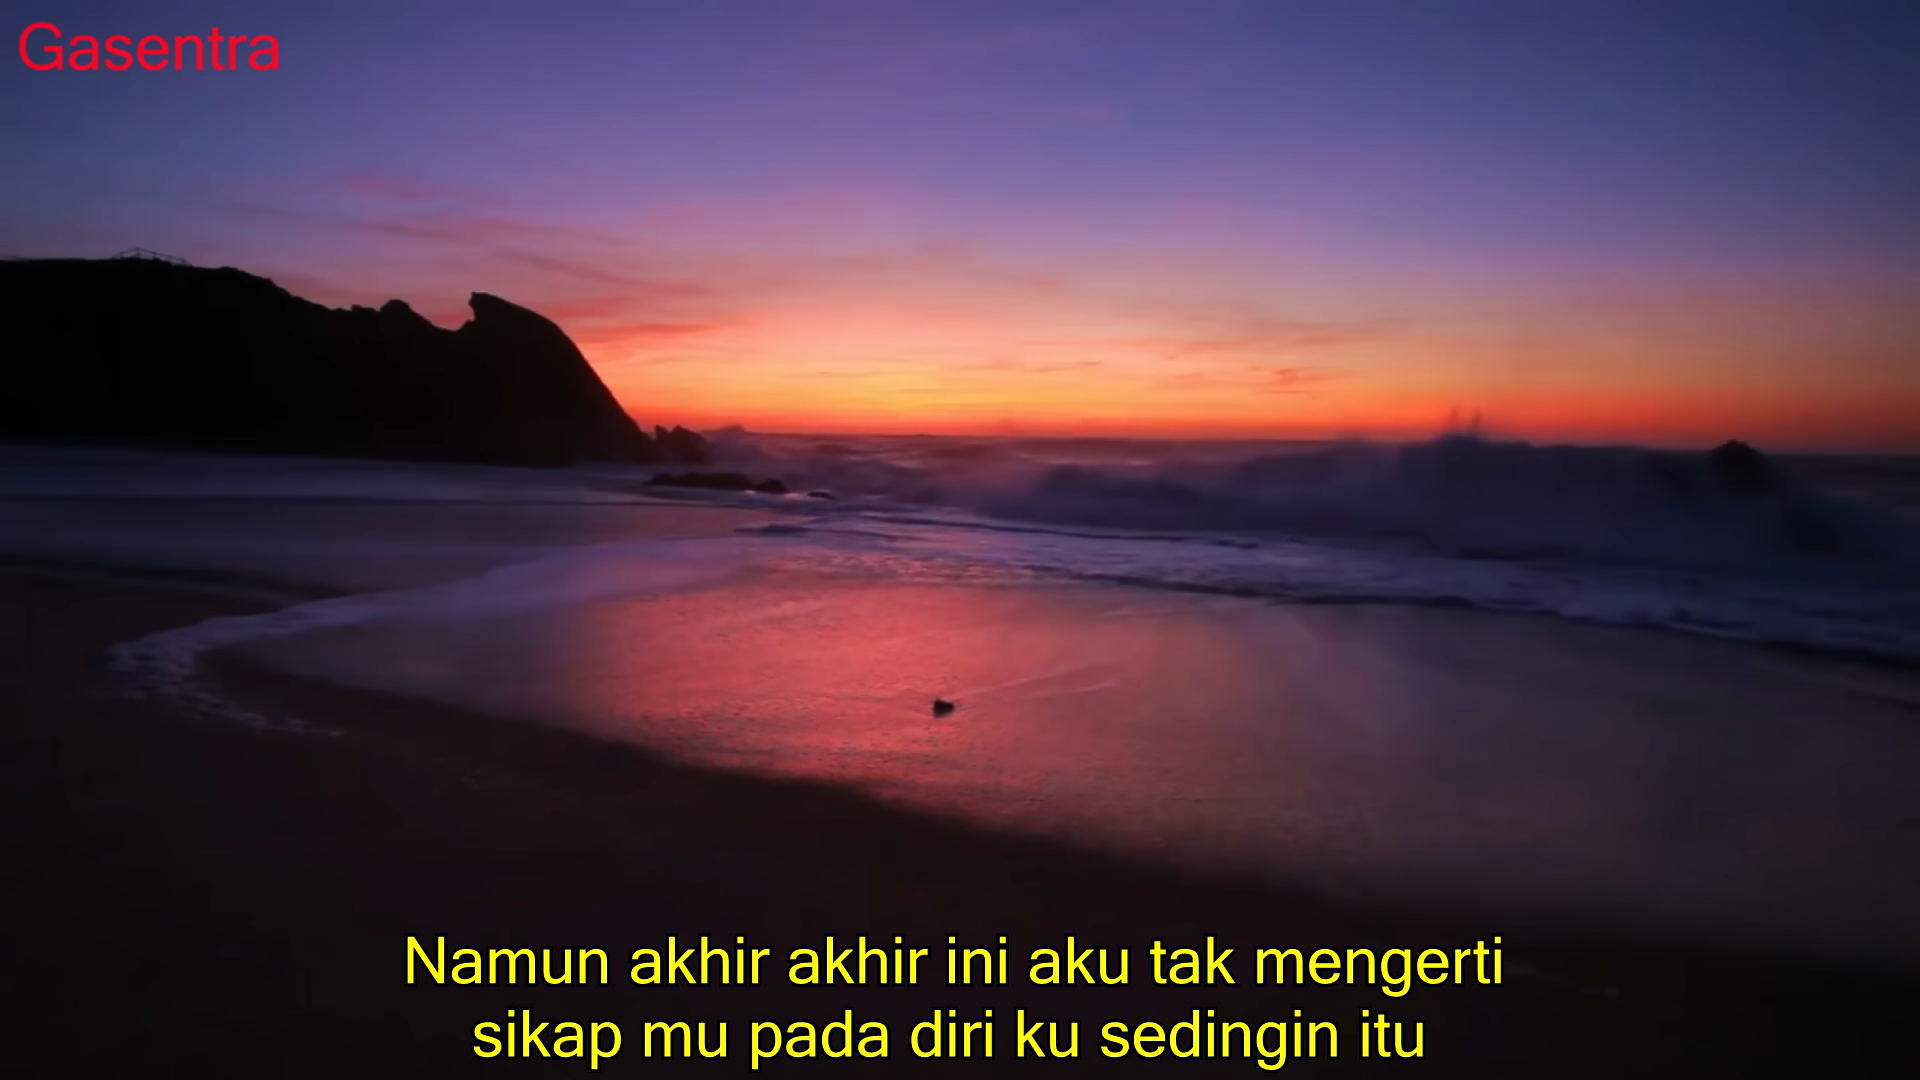 Gasentra
Namun akhir akhir ini aku tak mengerti
sikap mu pada diri ku sedingin itu